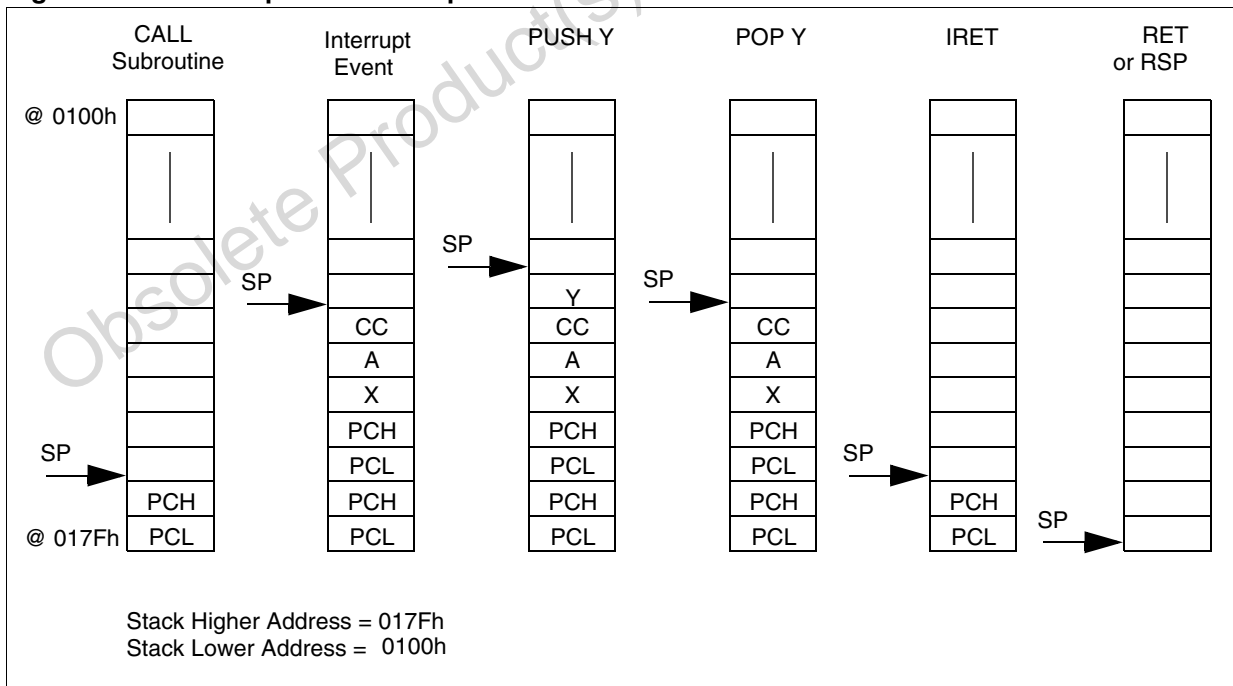 CALL
Subroutine
Interrupt
Event
PUSH Y
POP Y
IRET
RET
or RSP
@ 0100h
SP
SP
SP
Y
CC
CC
CC
A
A
A
X
X
X
PCH
PCH
PCH
SP
SP
PCL
PCL
PCL
PCH
PCH
PCH
PCH
PCH
SP
@ 017Fh
PCL
PCL
PCL
PCL
PCL
Stack Higher Address = 017Fh
Stack Lower Address = 0100h
Obsolete Product(s)